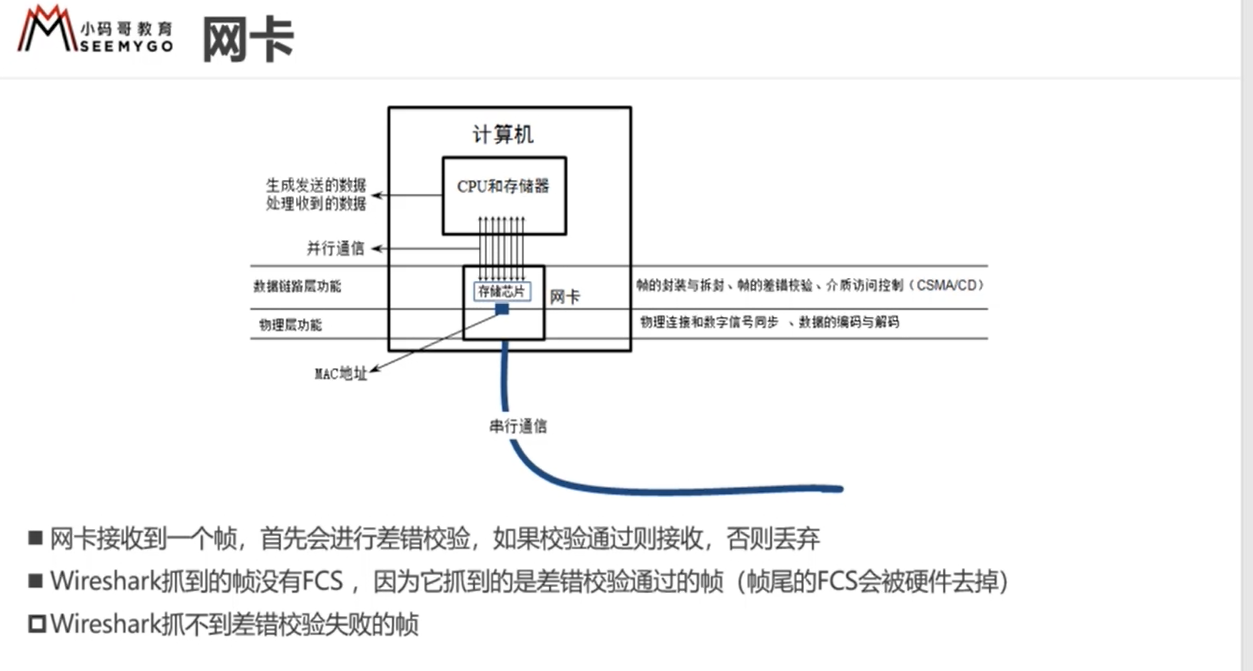 小码哥教育
SEEMYGO
网卡
计算机
CPU和存储器
生成发送的数据
处理收到的数据
并行通信
数据链路层功能
存储芯片
网卡
帧的封装与拆封、帧的差错校验、介质访问控制（CSMA/CD）
物理层功能
物理连接和数字信号同步 、数据的编码与解码
MAC地址
串行通信
网卡接收到一个帧，首先会进行差错校验，如果校验通过则接收，否则丢弃
Wireshark抓到的帧没有FCS ，因为它抓到的是差错校验通过的帧（帧尾的FCS会被硬件去掉）
Wireshark抓不到差错校验失败的帧